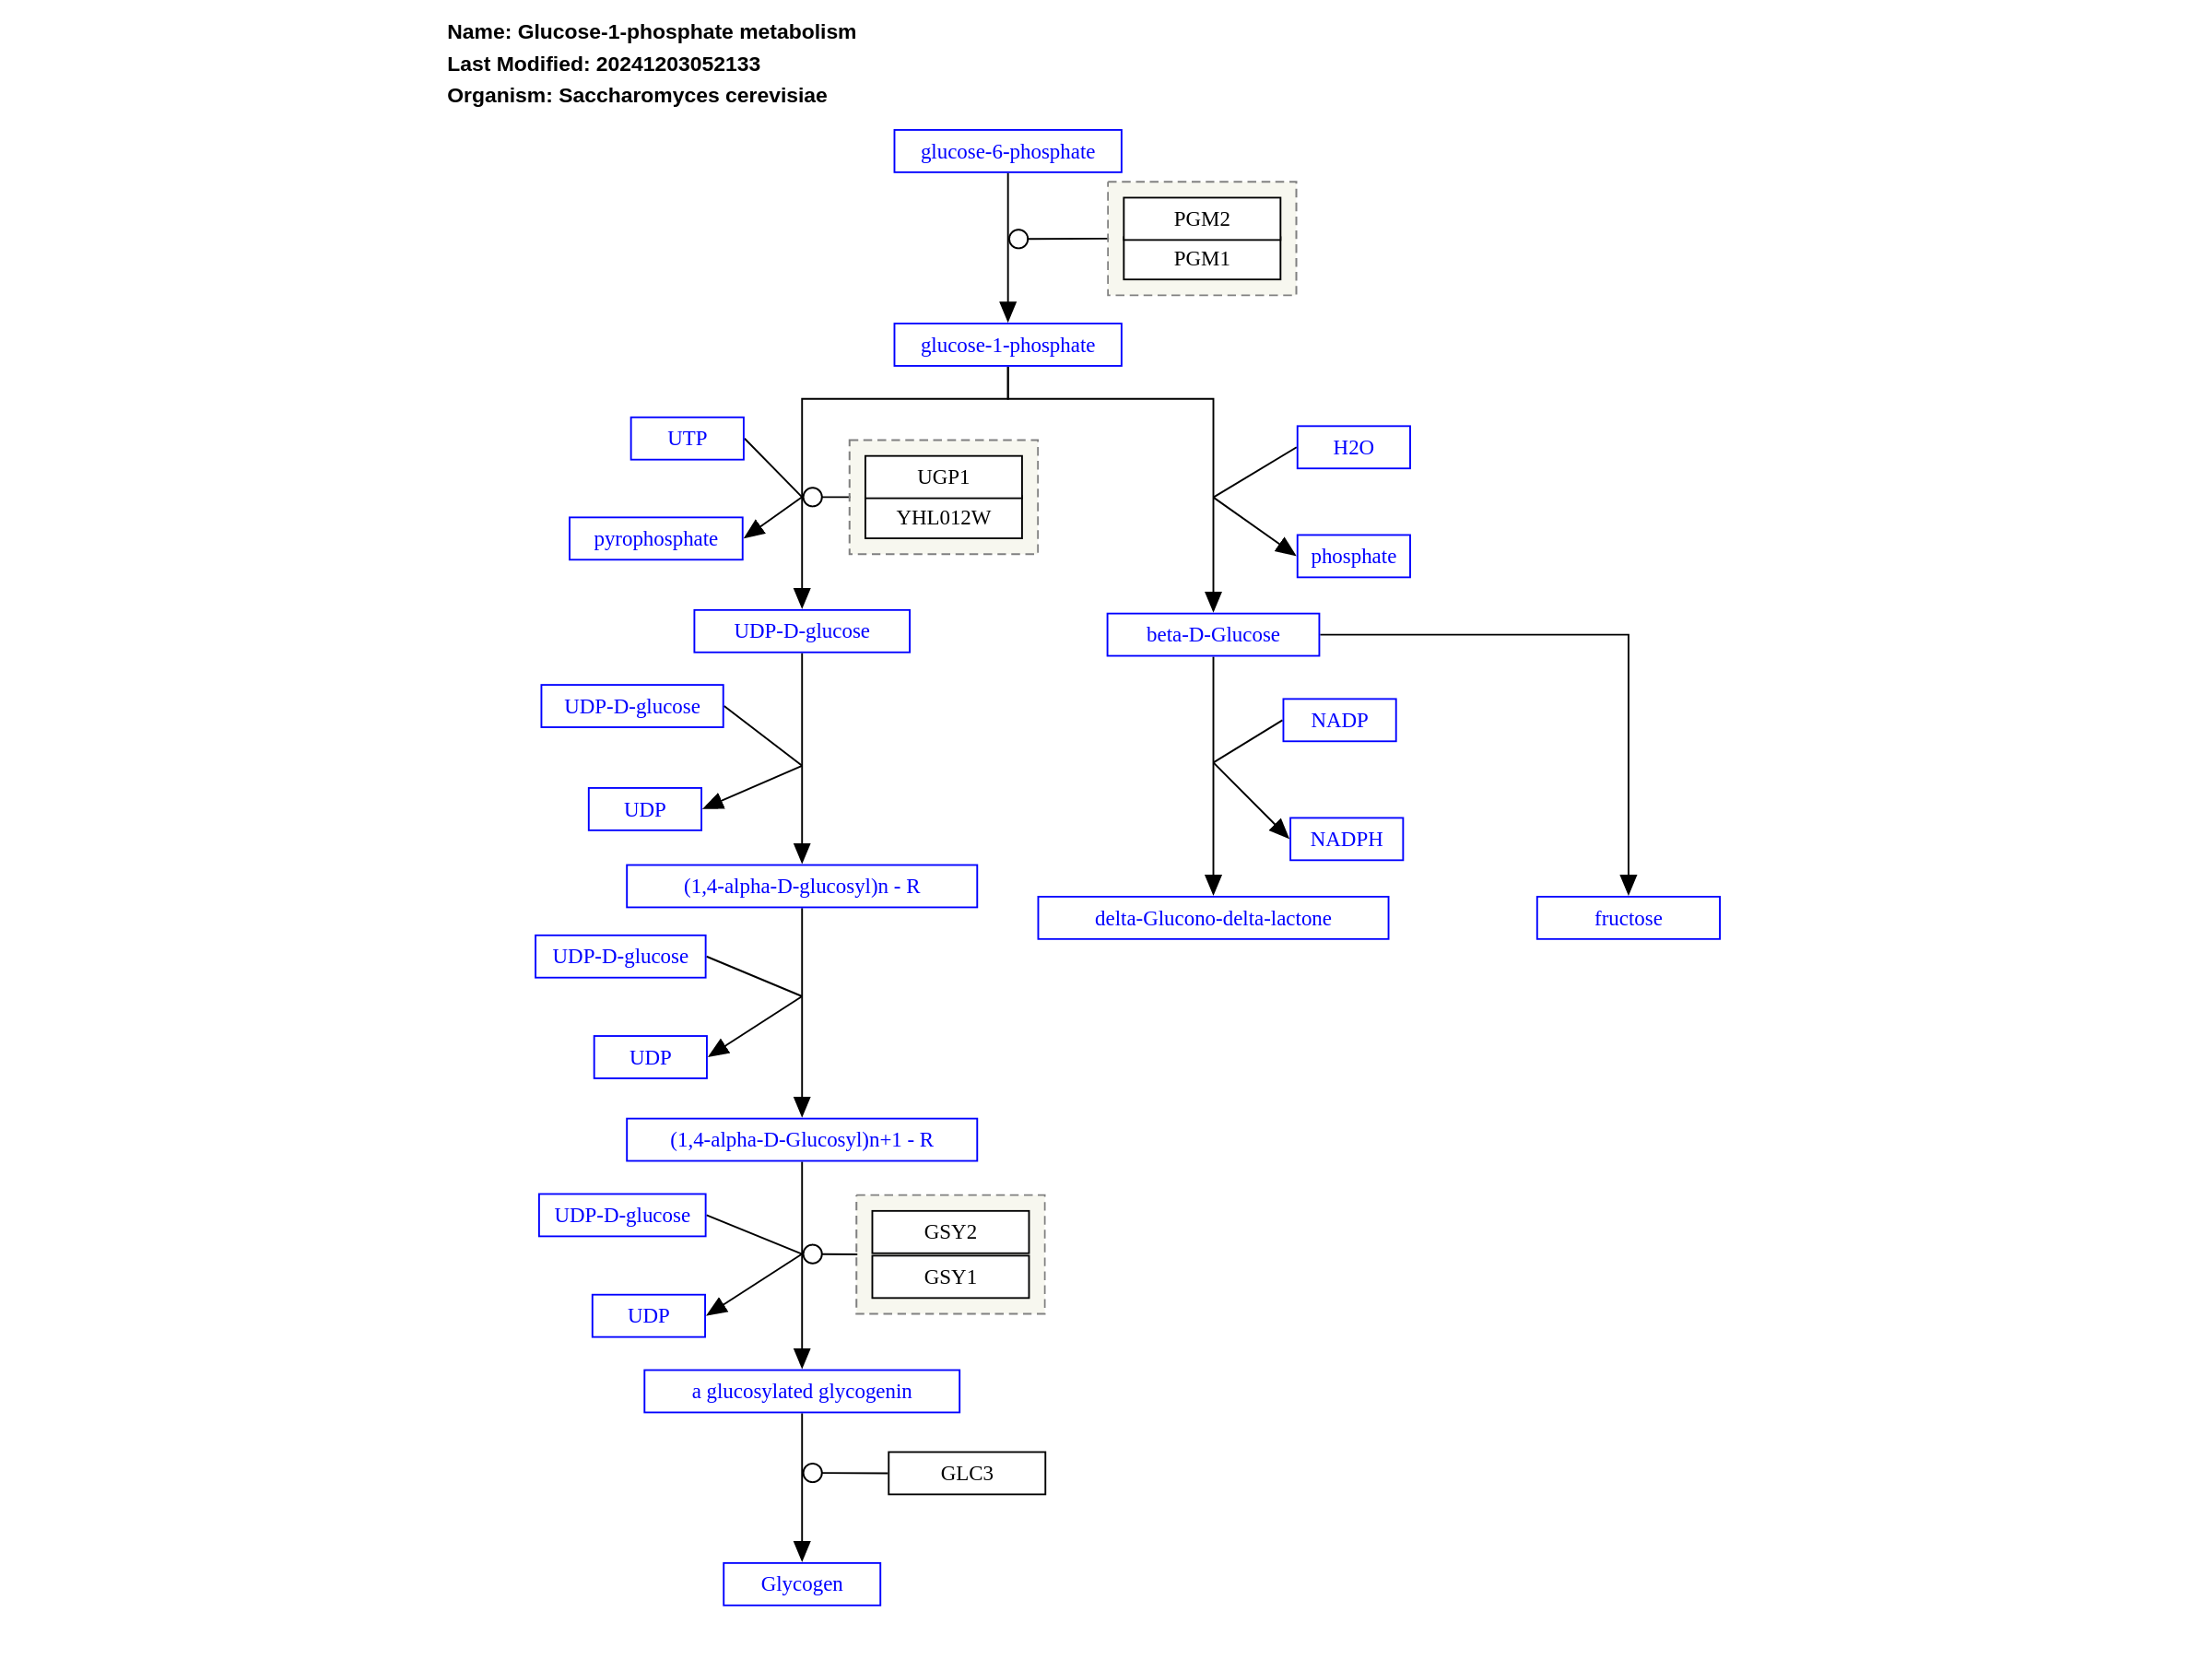 Name: Glucose-1-phosphate metabolism
Last Modified: 20241203052133
Organism: Saccharomyces cerevisiae
glucose-6-phosphate
PGM2
PGM1
glucose-1-phosphate
UTP
H2O
UGP1
YHL012W
pyrophosphate
phosphate
UDP-D-glucose
beta-D-Glucose
UDP-D-glucose
NADP
UDP
NADPH
(1,4-alpha-D-glucosyl)n - R
delta-Glucono-delta-lactone
fructose
UDP-D-glucose
UDP
(1,4-alpha-D-Glucosyl)n+1 - R
UDP-D-glucose
GSY2
GSY1
UDP
a glucosylated glycogenin
GLC3
Glycogen